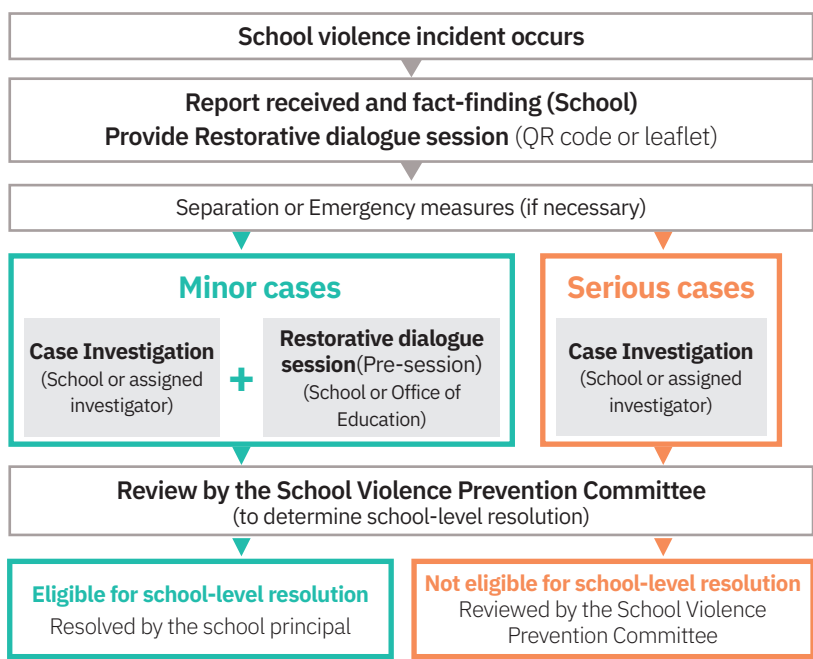 School violence incident occurs
Report received and fact-finding (School)
Provide Restorative dialogue session (QR code or leaflet)
Separation or Emergency measures (if necessary)
Minor cases
Case Investigation
(School or assigned
investigator)
+
Restorative dialogue
session(Pre-session)
(School or Office of
Education)
Serious cases
Case Investigation
(School or assigned
investigator)
Review by the School Violence Prevention Committee
(to determine school-level resolution)
Eligible for school-level resolution
Resolved by the school principal
Not eligible for school-level resolution
Reviewed by the School Violence
Prevention Committee